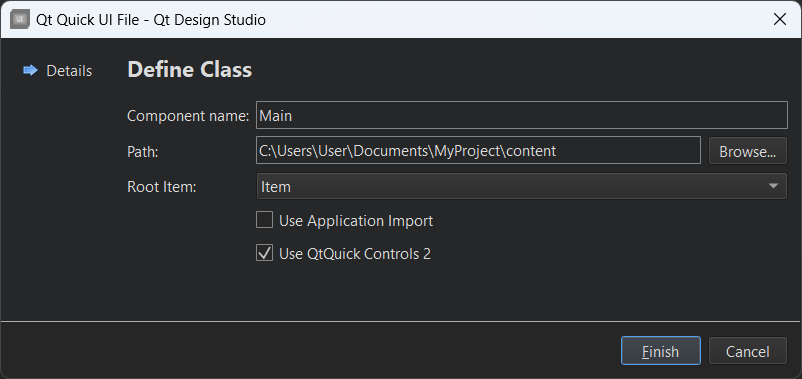 Qt Quick UI File - Qt Design Studio
Details
Define Class
Component name: Main
Path: C:\Users\User\Documents\MyProject\content Browse...
Root Item: Item
Use Application Import
Use QtQuick Controls 2
Finish Cancel